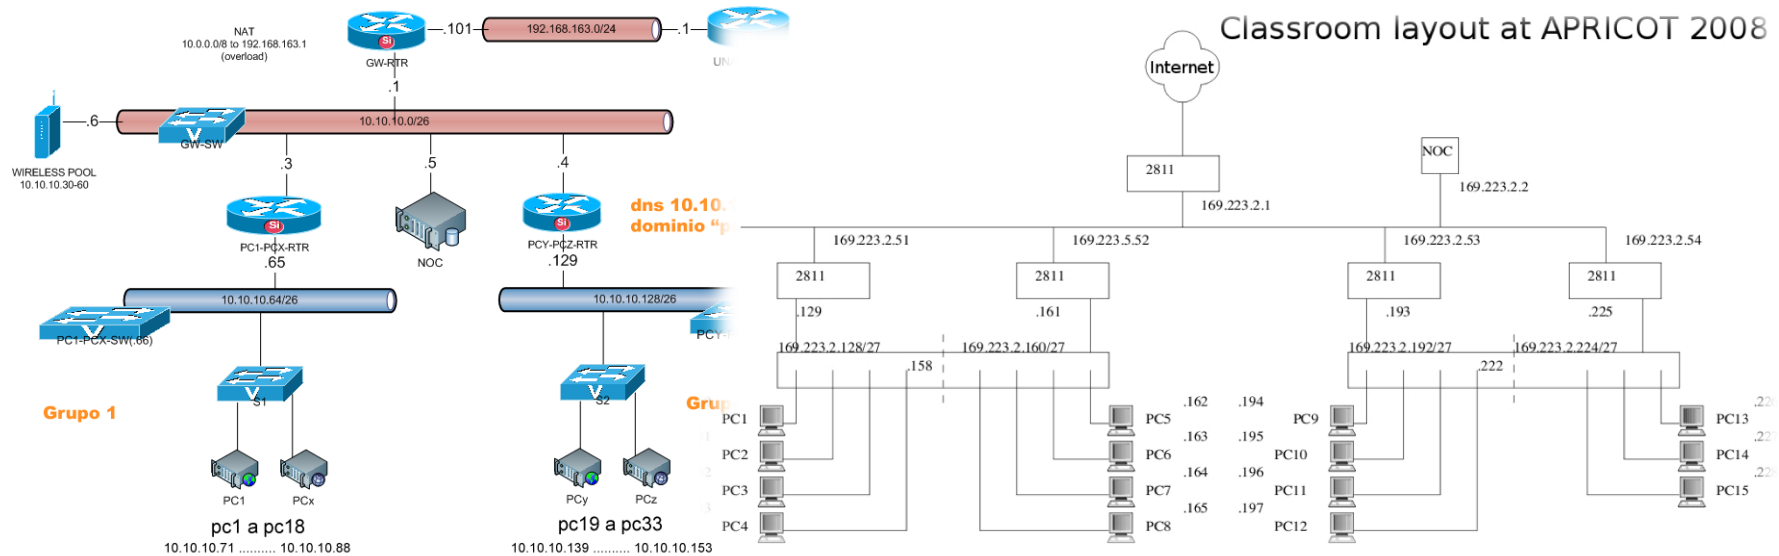 Classroom layout at APRICOT 2008
NAT
10.0.0.0/8 to 192.168.163.1
(overload)
.101
192.168.163.0/24
.1
GW-RTR
.1
Internet
.6
10.10.10.0/26
GW-SW
WIRELESS POOL
10.10.10.30-60
.3
.5
.4
PC1-PCX-RTR
.65
NOC
PCY-PCZ-RTR
.129
dns 10.10.
dominio "p
10.10.10.64/26
PC1-PCX-SW(.66)
10.10.10.128/26
S1
S2
Grupo 1
PC1
PCx
PCy
PCz
pc1 a pc18
10.10.10.71 .......... 10.10.10.88
pc19 a pc33
10.10.10.139 .......... 10.10.10.153
2811
NOC
169.223.2.2
169.223.2.1
169.223.2.51
169.223.5.52
169.223.2.53
169.223.2.54
2811
2811
2811
2811
.129
.161
.193
.225
169.223.2.128/27
169.223.2.160/27
169.223.2.192/27
169.223.2.224/27
.158
.222
PC1
PC2
PC3
PC4
PC5
PC6
PC7
PC8
.162
.163
.164
.165
.194
.195
.196
.197
PC9
PC10
PC11
PC12
PC13
PC14
PC15